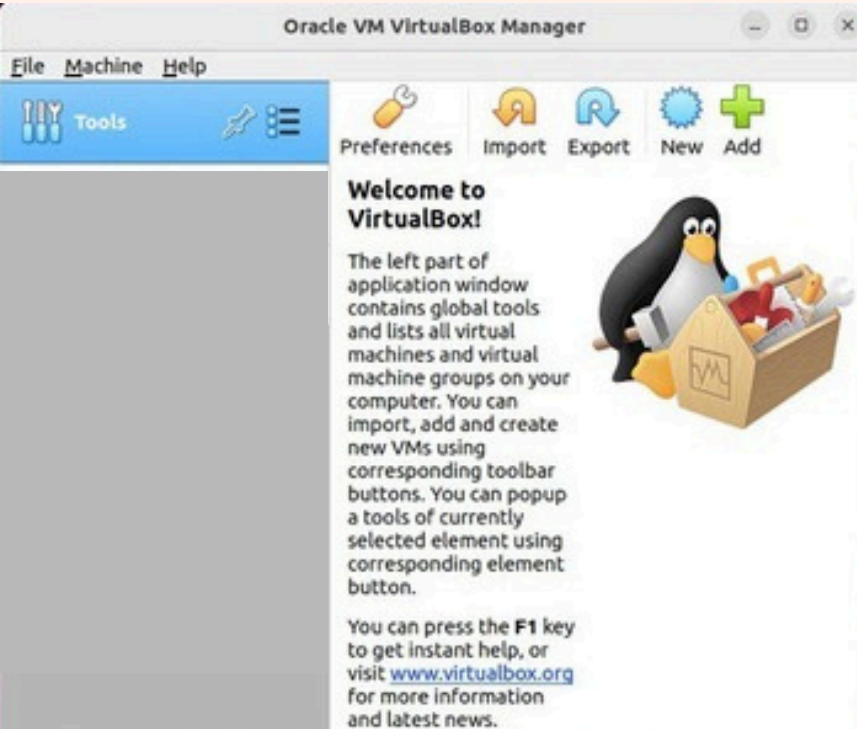 Oracle VM VirtualBox Manager
File Machine Help
Tools
Preferences Import Export New Add
Welcome to
VirtualBox!
The left part of
application window
contains global tools
and lists all virtual
machines and virtual
machine groups on your
computer. You can
import, add and create
new VMs using
corresponding toolbar
buttons. You can popup
a tools of currently
selected element using
corresponding element
button.
You can press the F1 key
to get instant help, or
visit www.virtualbox.org
for more information
and latest news.